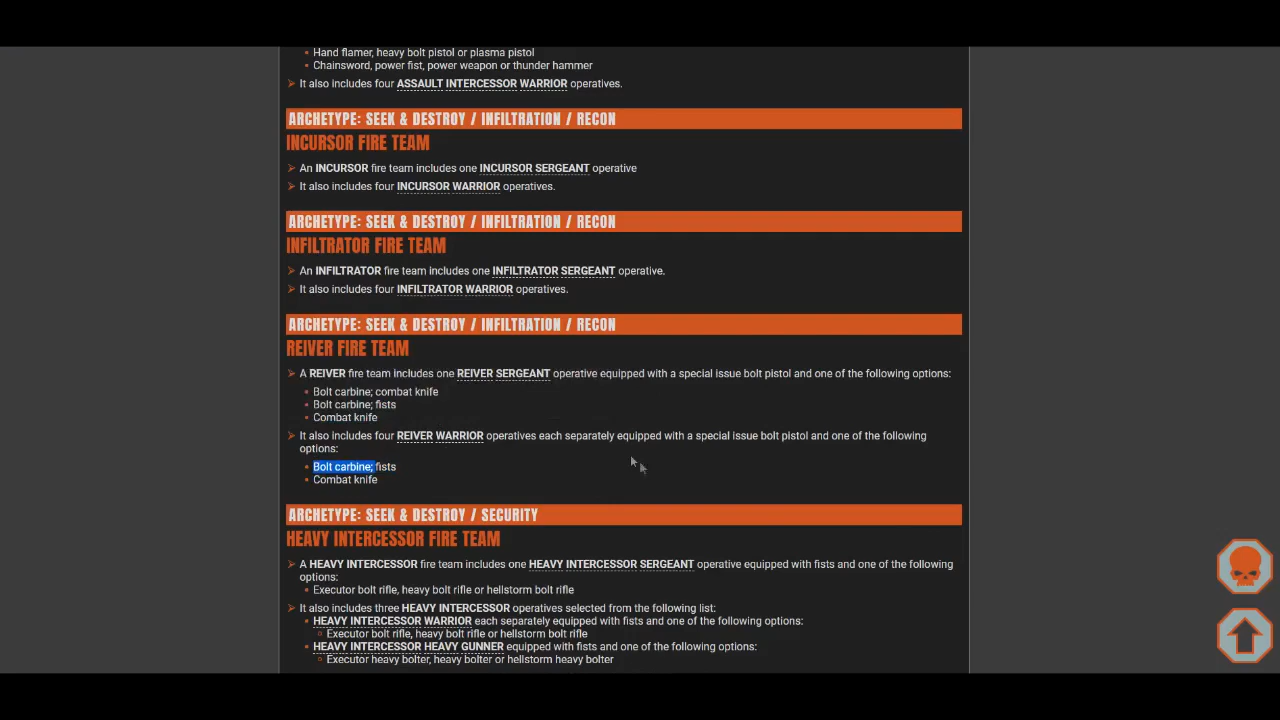 Hand flamer, heavy bolt pistol or plasma pistol
Chainsword, power fist, power weapon or thunder hammer
It also includes four ASSAULT INTERCESSOR WARRIOR operatives.
ARCHETYPE: SEEK & DESTROY / INFILTRATION / RECON
INCURSOR FIRE TEAM
An INCURSOR fire team includes one INCURSOR SERGEANT operative
It also includes four INCURSOR WARRIOR operatives.
ARCHETYPE: SEEK & DESTROY / INFILTRATION / RECON
INFILTRATOR FIRE TEAM
An INFILTRATOR fire team includes one INFILTRATOR SERGEANT operative.
It also includes four INFILTRATOR WARRIOR operatives.
ARCHETYPE: SEEK & DESTROY / INFILTRATION / RECON
REIVER FIRE TEAM
A REIVER fire team includes one REIVER SERGEANT operative equipped with a special issue bolt pistol and one of the following options:
Bolt carbine; combat knife
Bolt carbine; fists
Combat knife
It also includes four REIVER WARRIOR operatives each separately equipped with a special issue bolt pistol and one of the following
options:
Bolt carbine; fists
Combat knife
ARCHETYPE: SEEK & DESTROY / SECURITY
HEAVY INTERCESSOR FIRE TEAM
A HEAVY INTERCESSOR fire team includes one HEAVY INTERCESSOR SERGEANT operative equipped with fists and one of the following
options:
Executor bolt rifle, heavy bolt rifle or hellstorm bolt rifle
It also includes three HEAVY INTERCESSOR operatives selected from the following list:
HEAVY INTERCESSOR WARRIOR each separately equipped with fists and one of the following options:
Executor bolt rifle, heavy bolt rifle or hellstorm bolt rifle
HEAVY INTERCESSOR HEAVY GUNNER equipped with fists and one of the following options:
Executor heavy bolter, heavy bolter or hellstorm heavy bolter